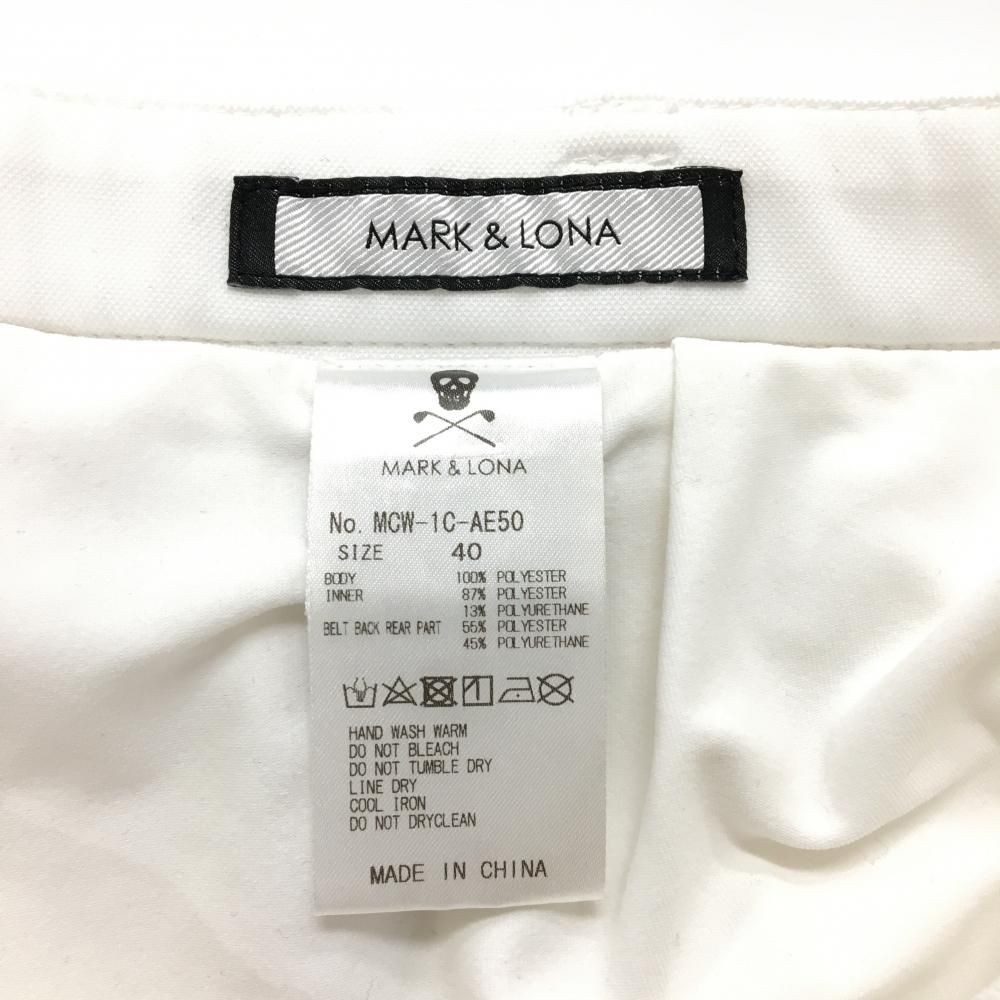 MARK & LONA
MARK & LONA
No. MCW-1C-AE50
SIZE 40
BODY 100% POLYESTER
INNER 87% POLYESTER
13% POLYURETHANE
BELT BACK REAR PART 55% POLYESTER
45% POLYURETHANE
HAND WASH WARM
DO NOT BLEACH
DO NOT TUMBLE DRY
LINE DRY
COOL IRON
DO NOT DRYCLEAN
MADE IN CHINA